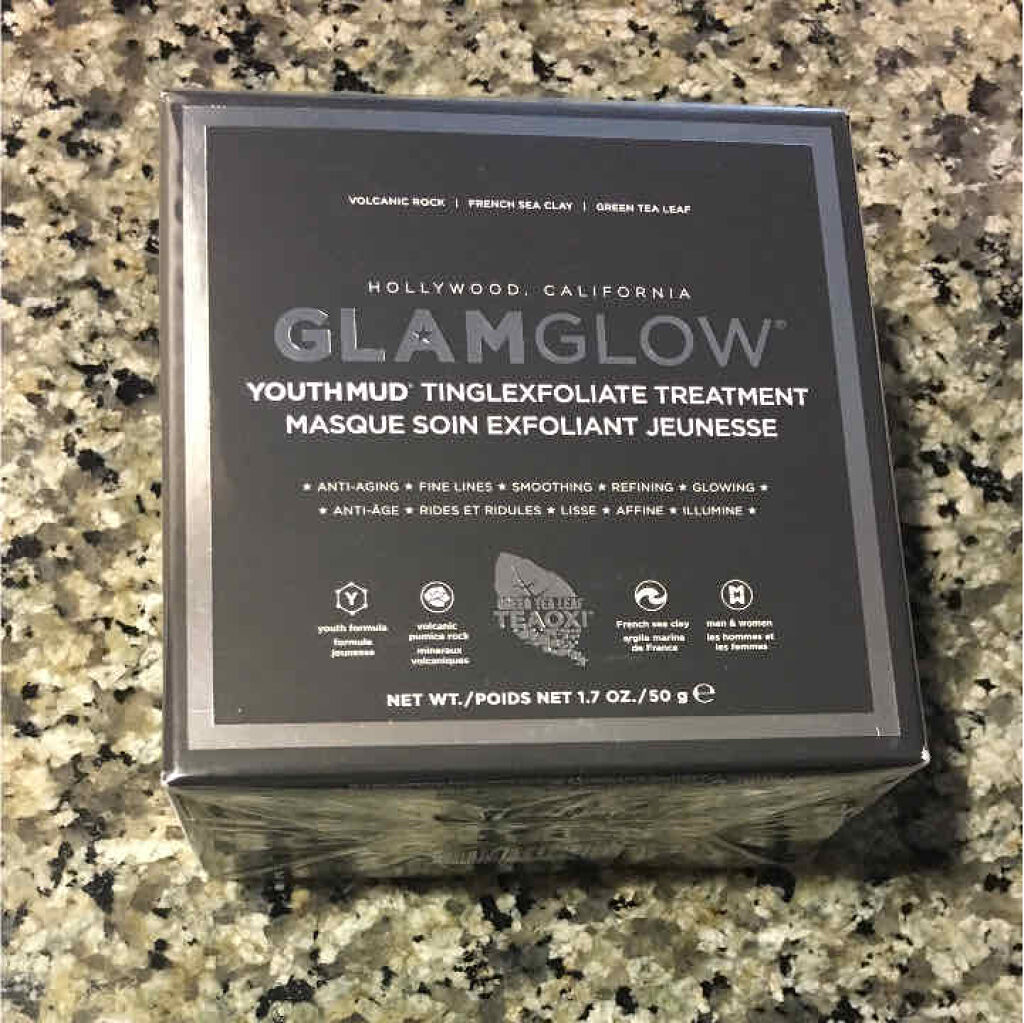 VOLCANIC ROCK | FRENCH SEA CLAY | GREEN TEA LEAF
HOLLYWOOD, CALIFORNIA
GLAMGLOW®
YOUTHMUD® TINGLEXFOLIATE TREATMENT
MASQUE SOIN EXFOLIANT JEUNESSE
★ ANTI-AGING ★ FINE LINES ★ SMOOTHING ★ REFINING ★ GLOWING ★
★ ANTI-ÂGE ★ RIDES ET RIDULES ★ LISSE ★ AFFINE ★ ILLUMINE ★
Y
youth formula
formule
jeunesse
volcanic
pumice rock
minéraux
volcaniques
GREEN TEA LEAF
TEAOXI
French sea clay
argile marine
de France
M
men & women
les hommes et
les femmes
NET WT./POIDS NET 1.7 OZ./50 g ℮